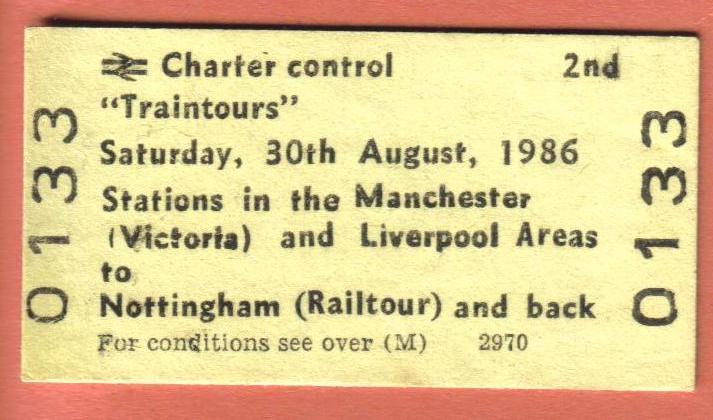 Charter control 2nd
"Traintours"
Saturday, 30th August, 1986
Stations in the Manchester
(Victoria) and Liverpool Areas
to
Nottingham (Railtour) and back
For conditions see over (M) 2970
0133
0133